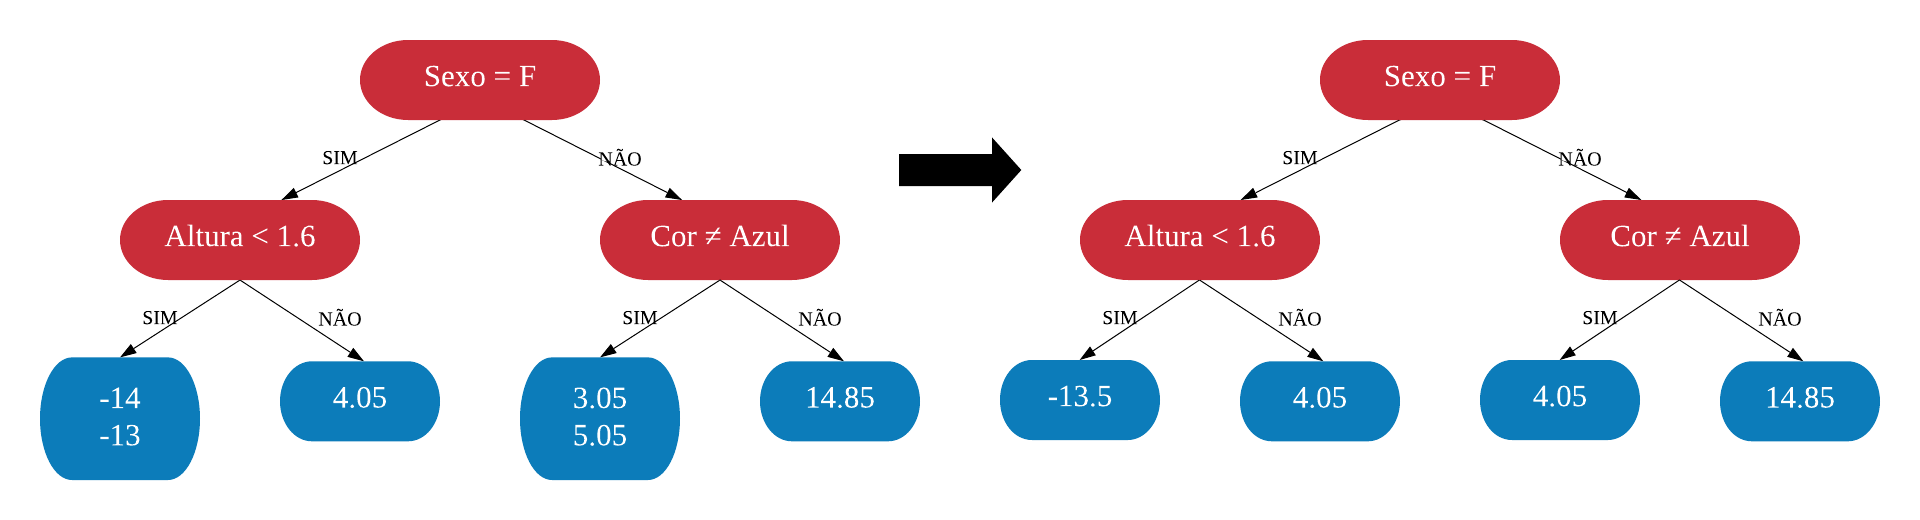 Sexo = F
SIM
NÃO
Altura < 1.6
Cor ≠ Azul
SIM
NÃO
SIM
NÃO
-14
-13
4.05
3.05
5.05
14.85
Sexo = F
SIM
NÃO
Altura < 1.6
Cor ≠ Azul
SIM
NÃO
SIM
NÃO
-13.5
4.05
4.05
14.85